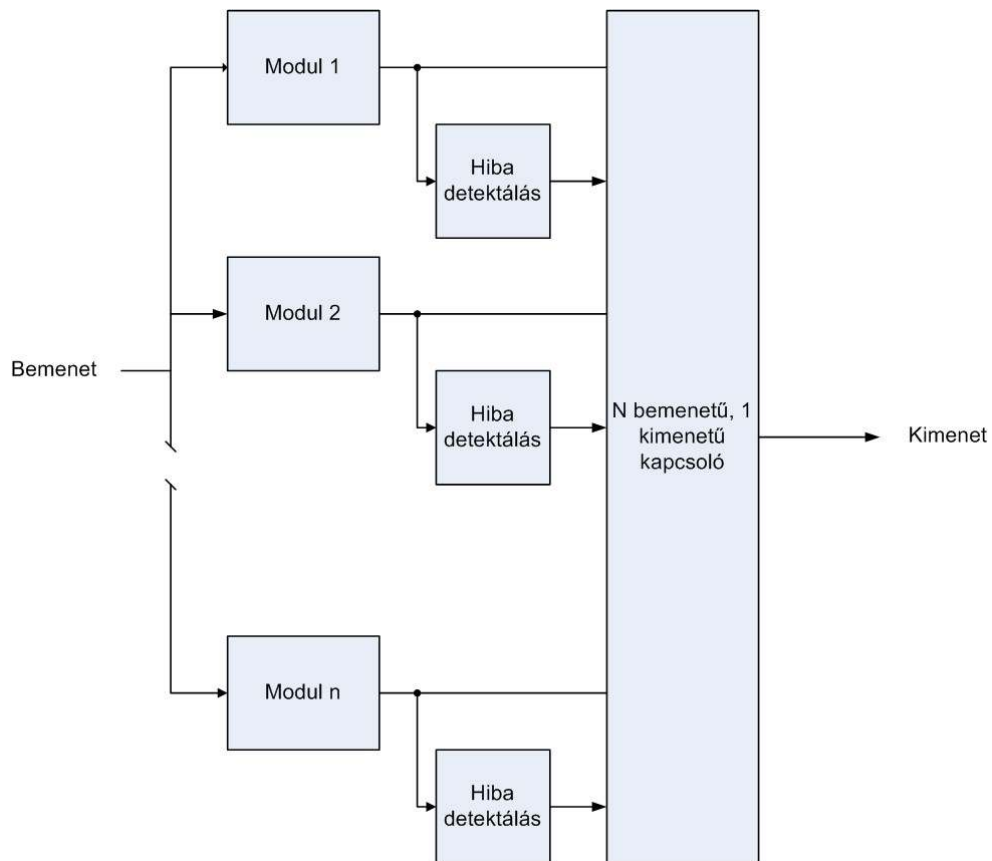 Modul 1
Hiba
detektálás
Modul 2
Bemenet
Hiba
detektálás
N bemenetű, 1
kimenetű
kapcsoló
Kimenet
Modul n
Hiba
detektálás